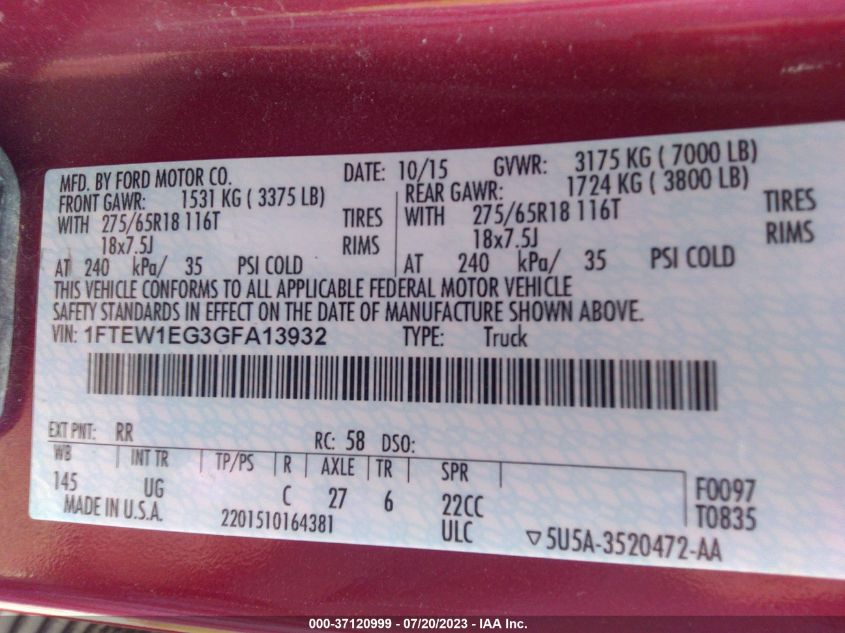 MFD. BY FORD MOTOR CO. DATE: 10/15 GVWR: 3175 KG ( 7000 LB)
FRONT GAWR: 1531 KG ( 3375 LB) REAR GAWR: 1724 KG ( 3800 LB)
WITH 275/65R18 116T TIRES WITH 275/65R18 116T TIRES
18x7.5J RIMS 18x7.5J RIMS
AT 240 kPa/ 35 PSI COLD AT 240 kPa/ 35 PSI COLD
THIS VEHICLE CONFORMS TO ALL APPLICABLE FEDERAL MOTOR VEHICLE
SAFETY STANDARDS IN EFFECT ON THE DATE OF MANUFACTURE SHOWN ABOVE.
VIN: 1FTEW1EG3GFA13932 TYPE: Truck
EXT PNT: RR RC: 58 DSO:
WB INT TR TP/PS R AXLE TR SPR
145 UG C 27 6 22CC F0097
MADE IN U.S.A. 2201510164381 ULC ▽5U5A-3520472-AA T0835
000-37120999 - 07/20/2023 - IAA Inc.